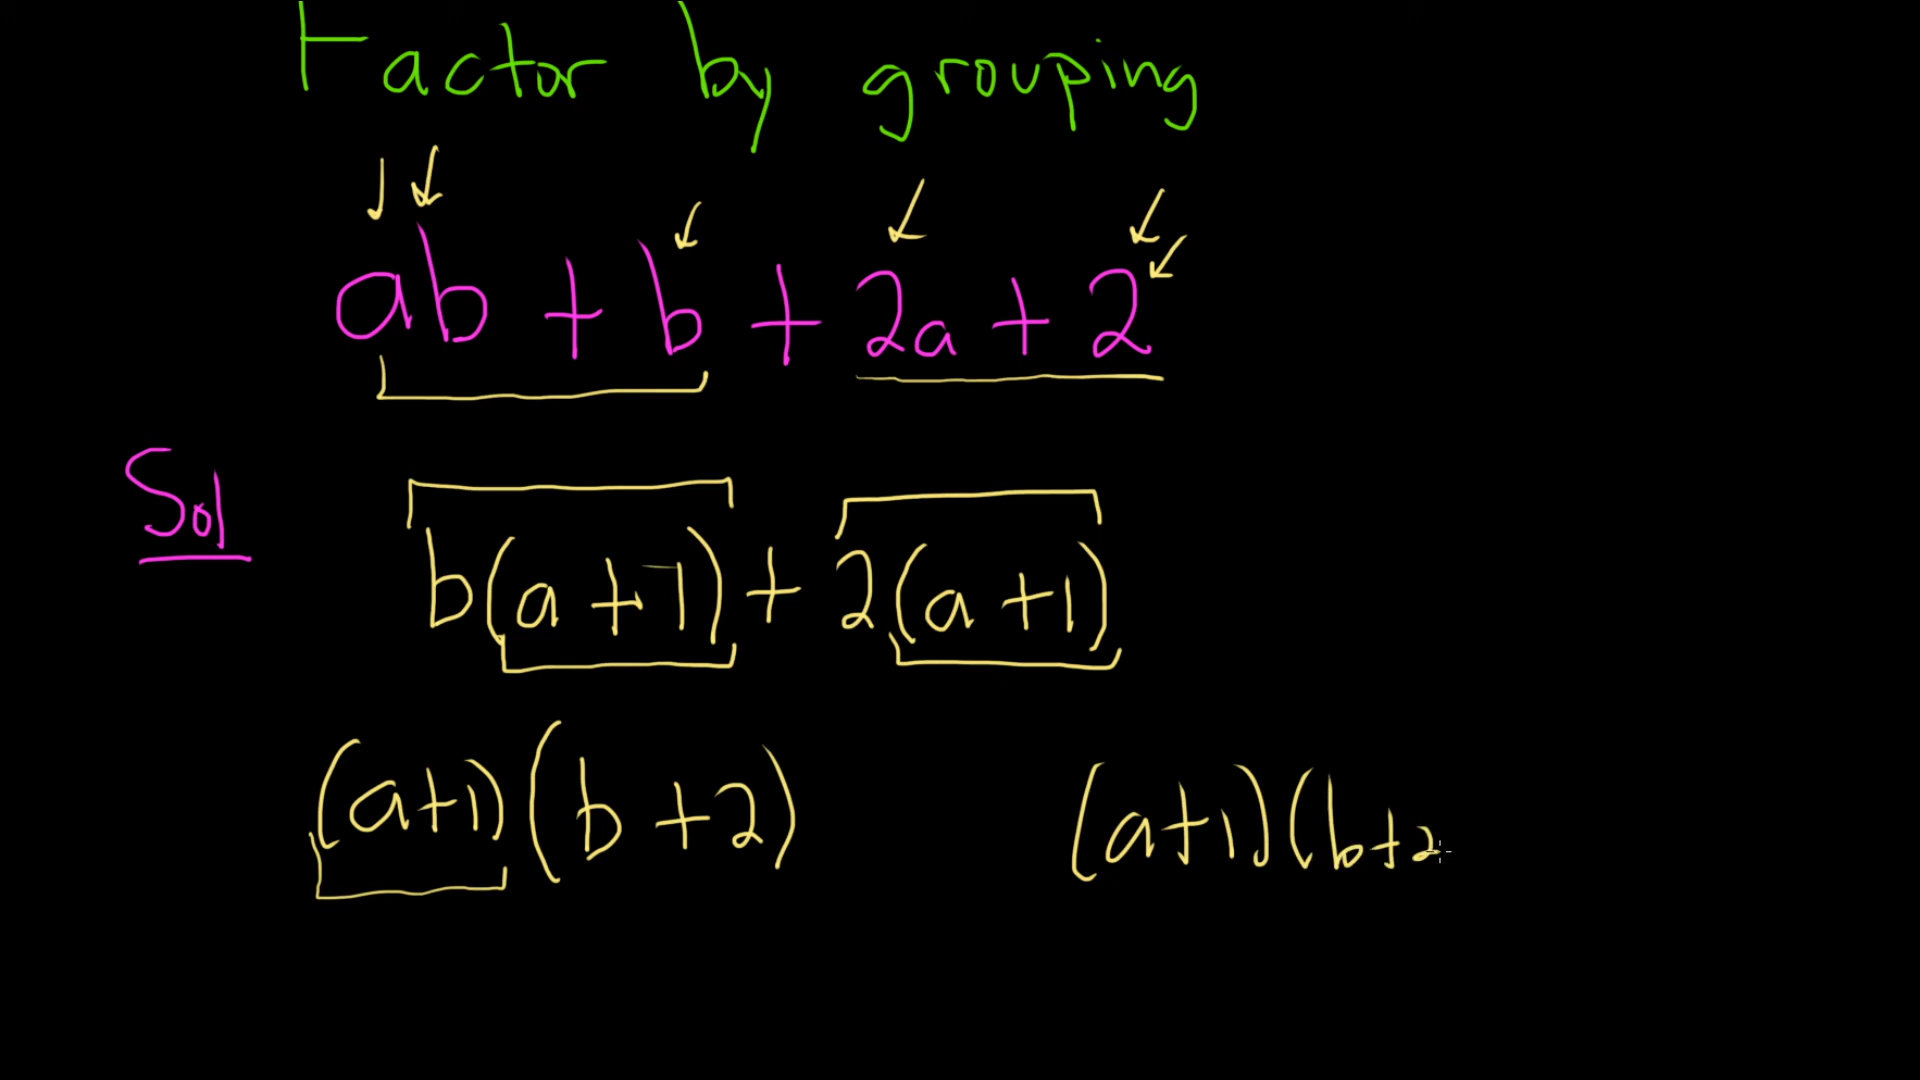 Factor by grouping
ab + b + 2a + 2
Sol
b(a+1) + 2(a+1)
(a+1)(b+2) (a+1)(b+2